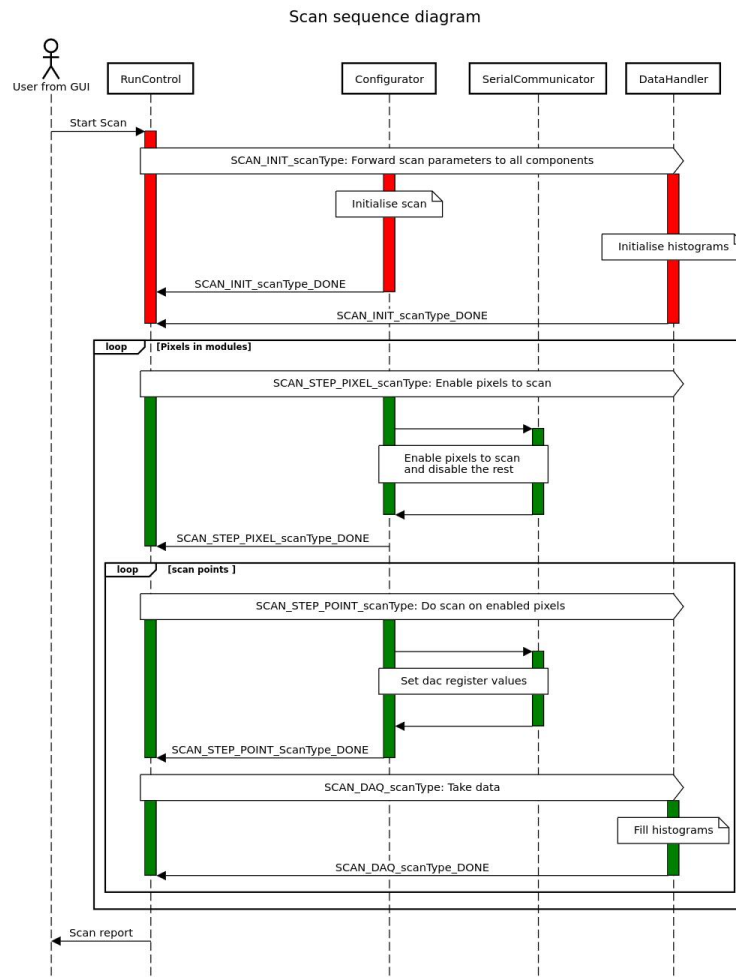 Scan sequence diagram
User from GUI
RunControl
Configurator
SerialCommunicator
DataHandler
Start Scan
SCAN_INIT_scanType: Forward scan parameters to all components
Initialise scan
Initialise histograms
SCAN_INIT_scanType_DONE
SCAN_INIT_scanType_DONE
loop
[Pixels in modules]
SCAN_STEP_PIXEL_scanType: Enable pixels to scan
Enable pixels to scan
and disable the rest
SCAN_STEP_PIXEL_scanType_DONE
loop
[scan points ]
SCAN_STEP_POINT_scanType: Do scan on enabled pixels
Set dac register values
SCAN_STEP_POINT_ScanType_DONE
SCAN_DAQ_scanType: Take data
Fill histograms
SCAN_DAQ_scanType_DONE
Scan report